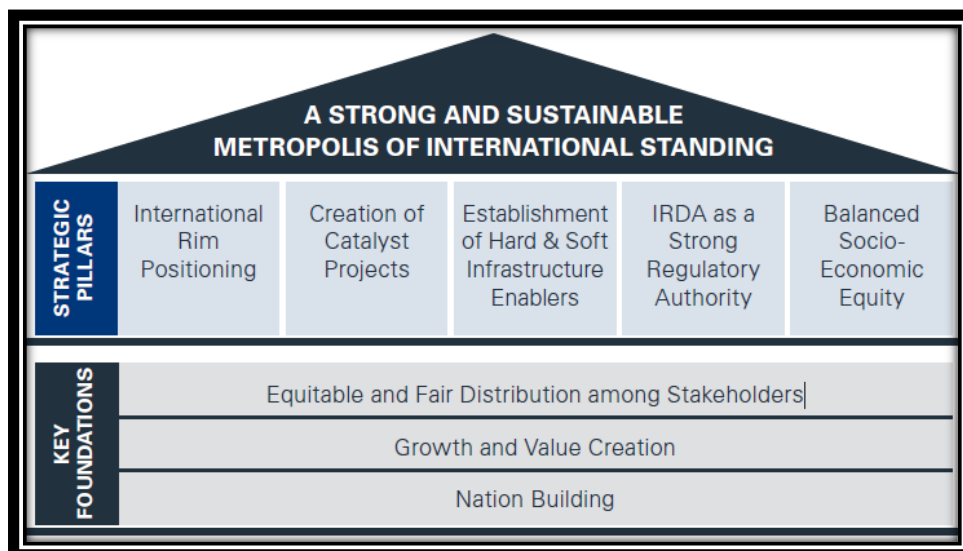 A STRONG AND SUSTAINABLE
METROPOLIS OF INTERNATIONAL STANDING
STRATEGIC
PILLARS
International
Rim
Positioning
Creation of
Catalyst
Projects
Establishment
of Hard & Soft
Infrastructure
Enablers
IRDA as a
Strong
Regulatory
Authority
Balanced
Socio-
Economic
Equity
KEY
FOUNDATIONS
Equitable and Fair Distribution among Stakeholders
Growth and Value Creation
Nation Building